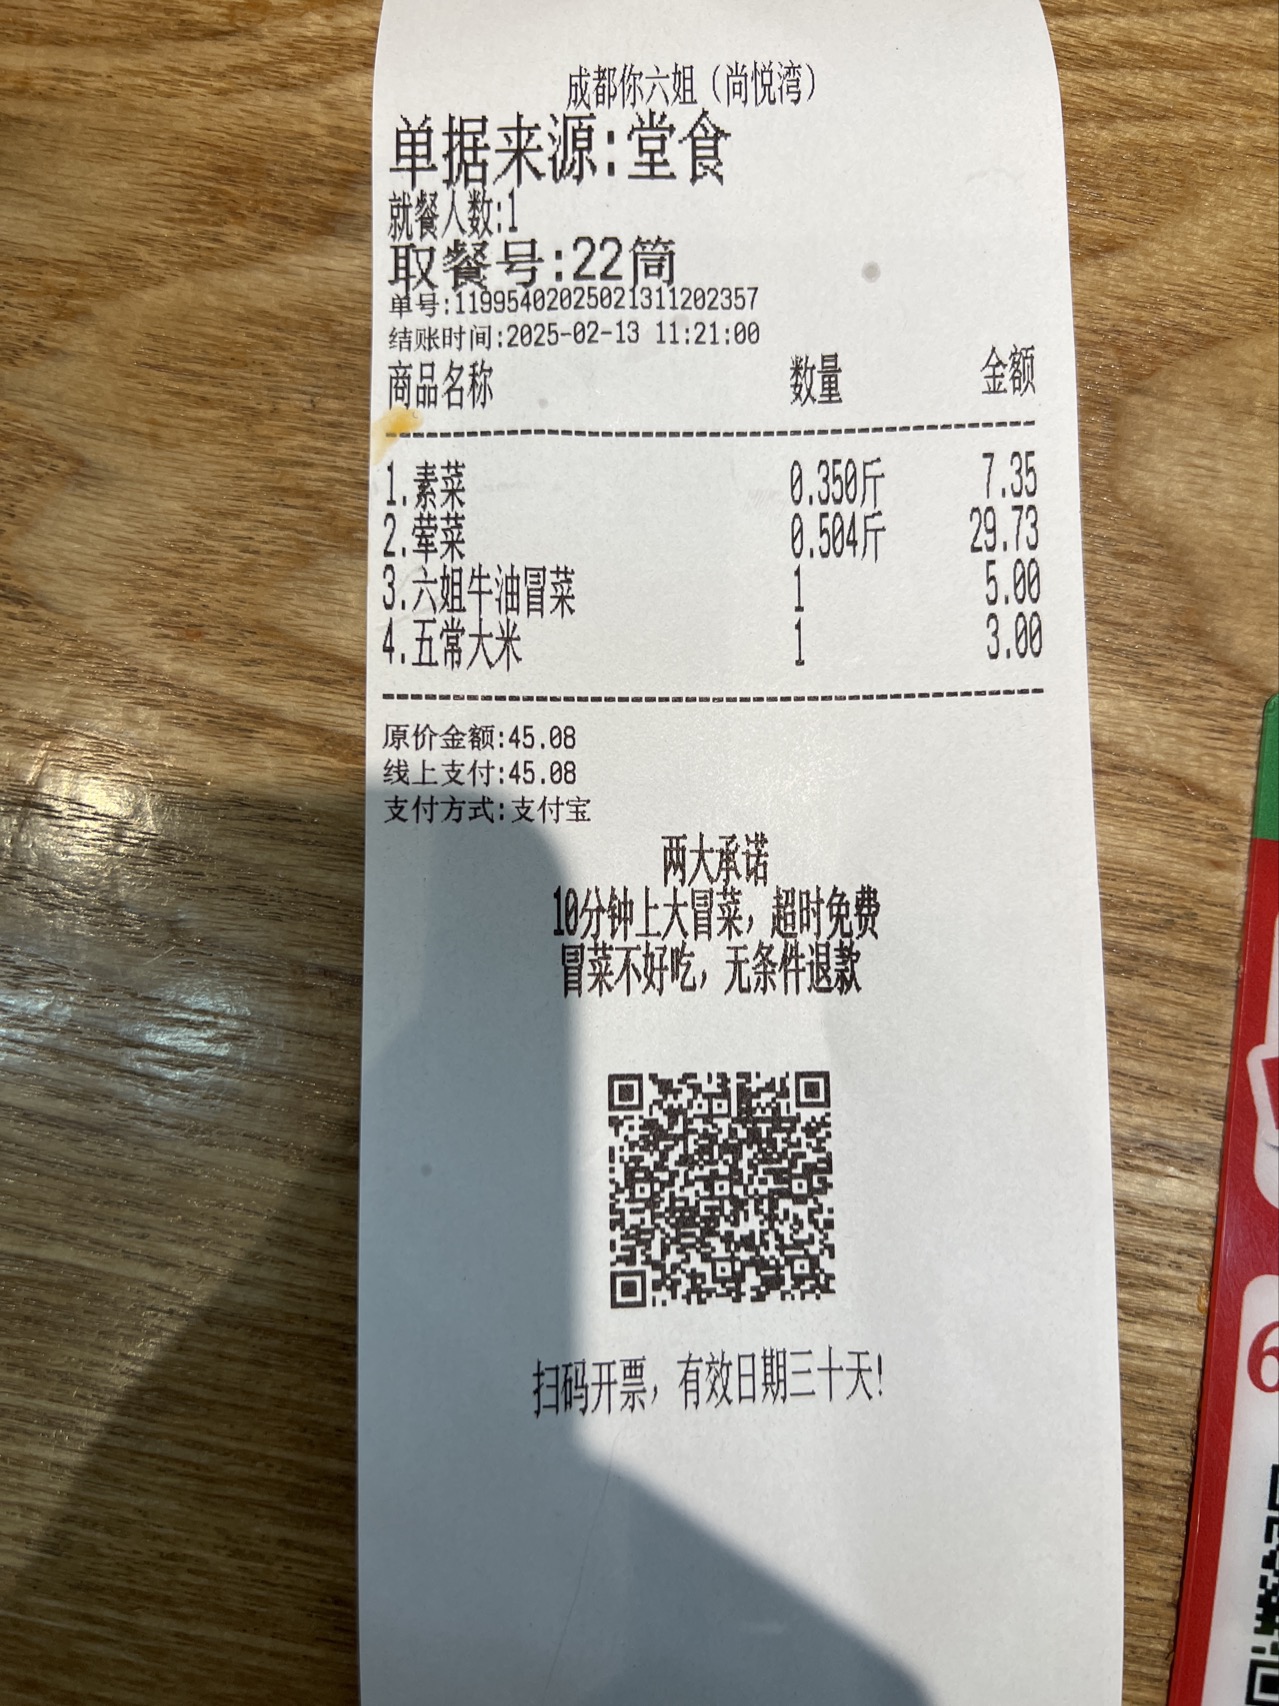 成都你六姐（尚悦湾）
单据来源:堂食
就餐人数:1
取餐号:22筒
单号:119954020250213112023​57
结账时间:2025-02-13 11:21:00
商品名称 数量 金额
1.素菜 0.350斤 7.35
2.荤菜 0.504斤 29.73
3.六姐牛油冒菜 1 5.00
4.五常大米 1 3.00
原价金额:45.08
线上支付:45.08
支付方式:支付宝
两大承诺
10分钟上大冒菜，超时免费
冒菜不好吃，无条件退款
扫码开票，有效日期三十天!
6